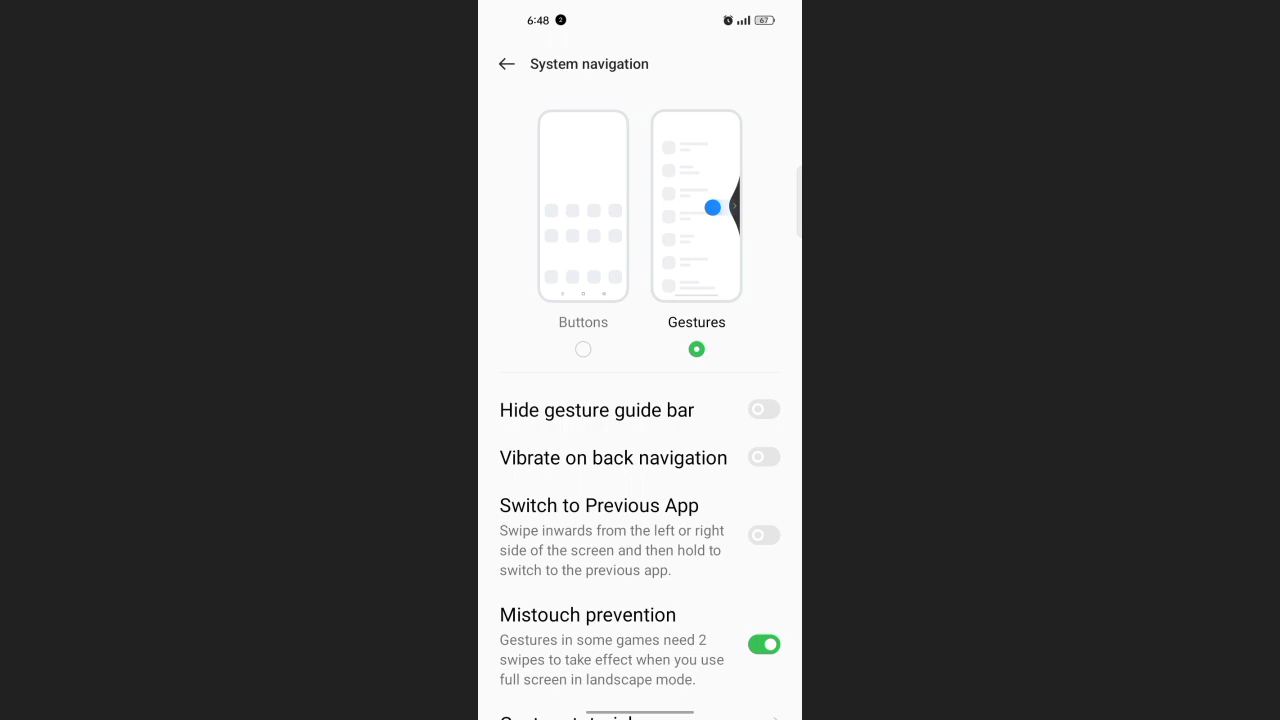 6:48 2 67
System navigation
Buttons Gestures
Hide gesture guide bar
Vibrate on back navigation
Switch to Previous App
Swipe inwards from the left or right
side of the screen and then hold to
switch to the previous app.
Mistouch prevention
Gestures in some games need 2
swipes to take effect when you use
full screen in landscape mode.